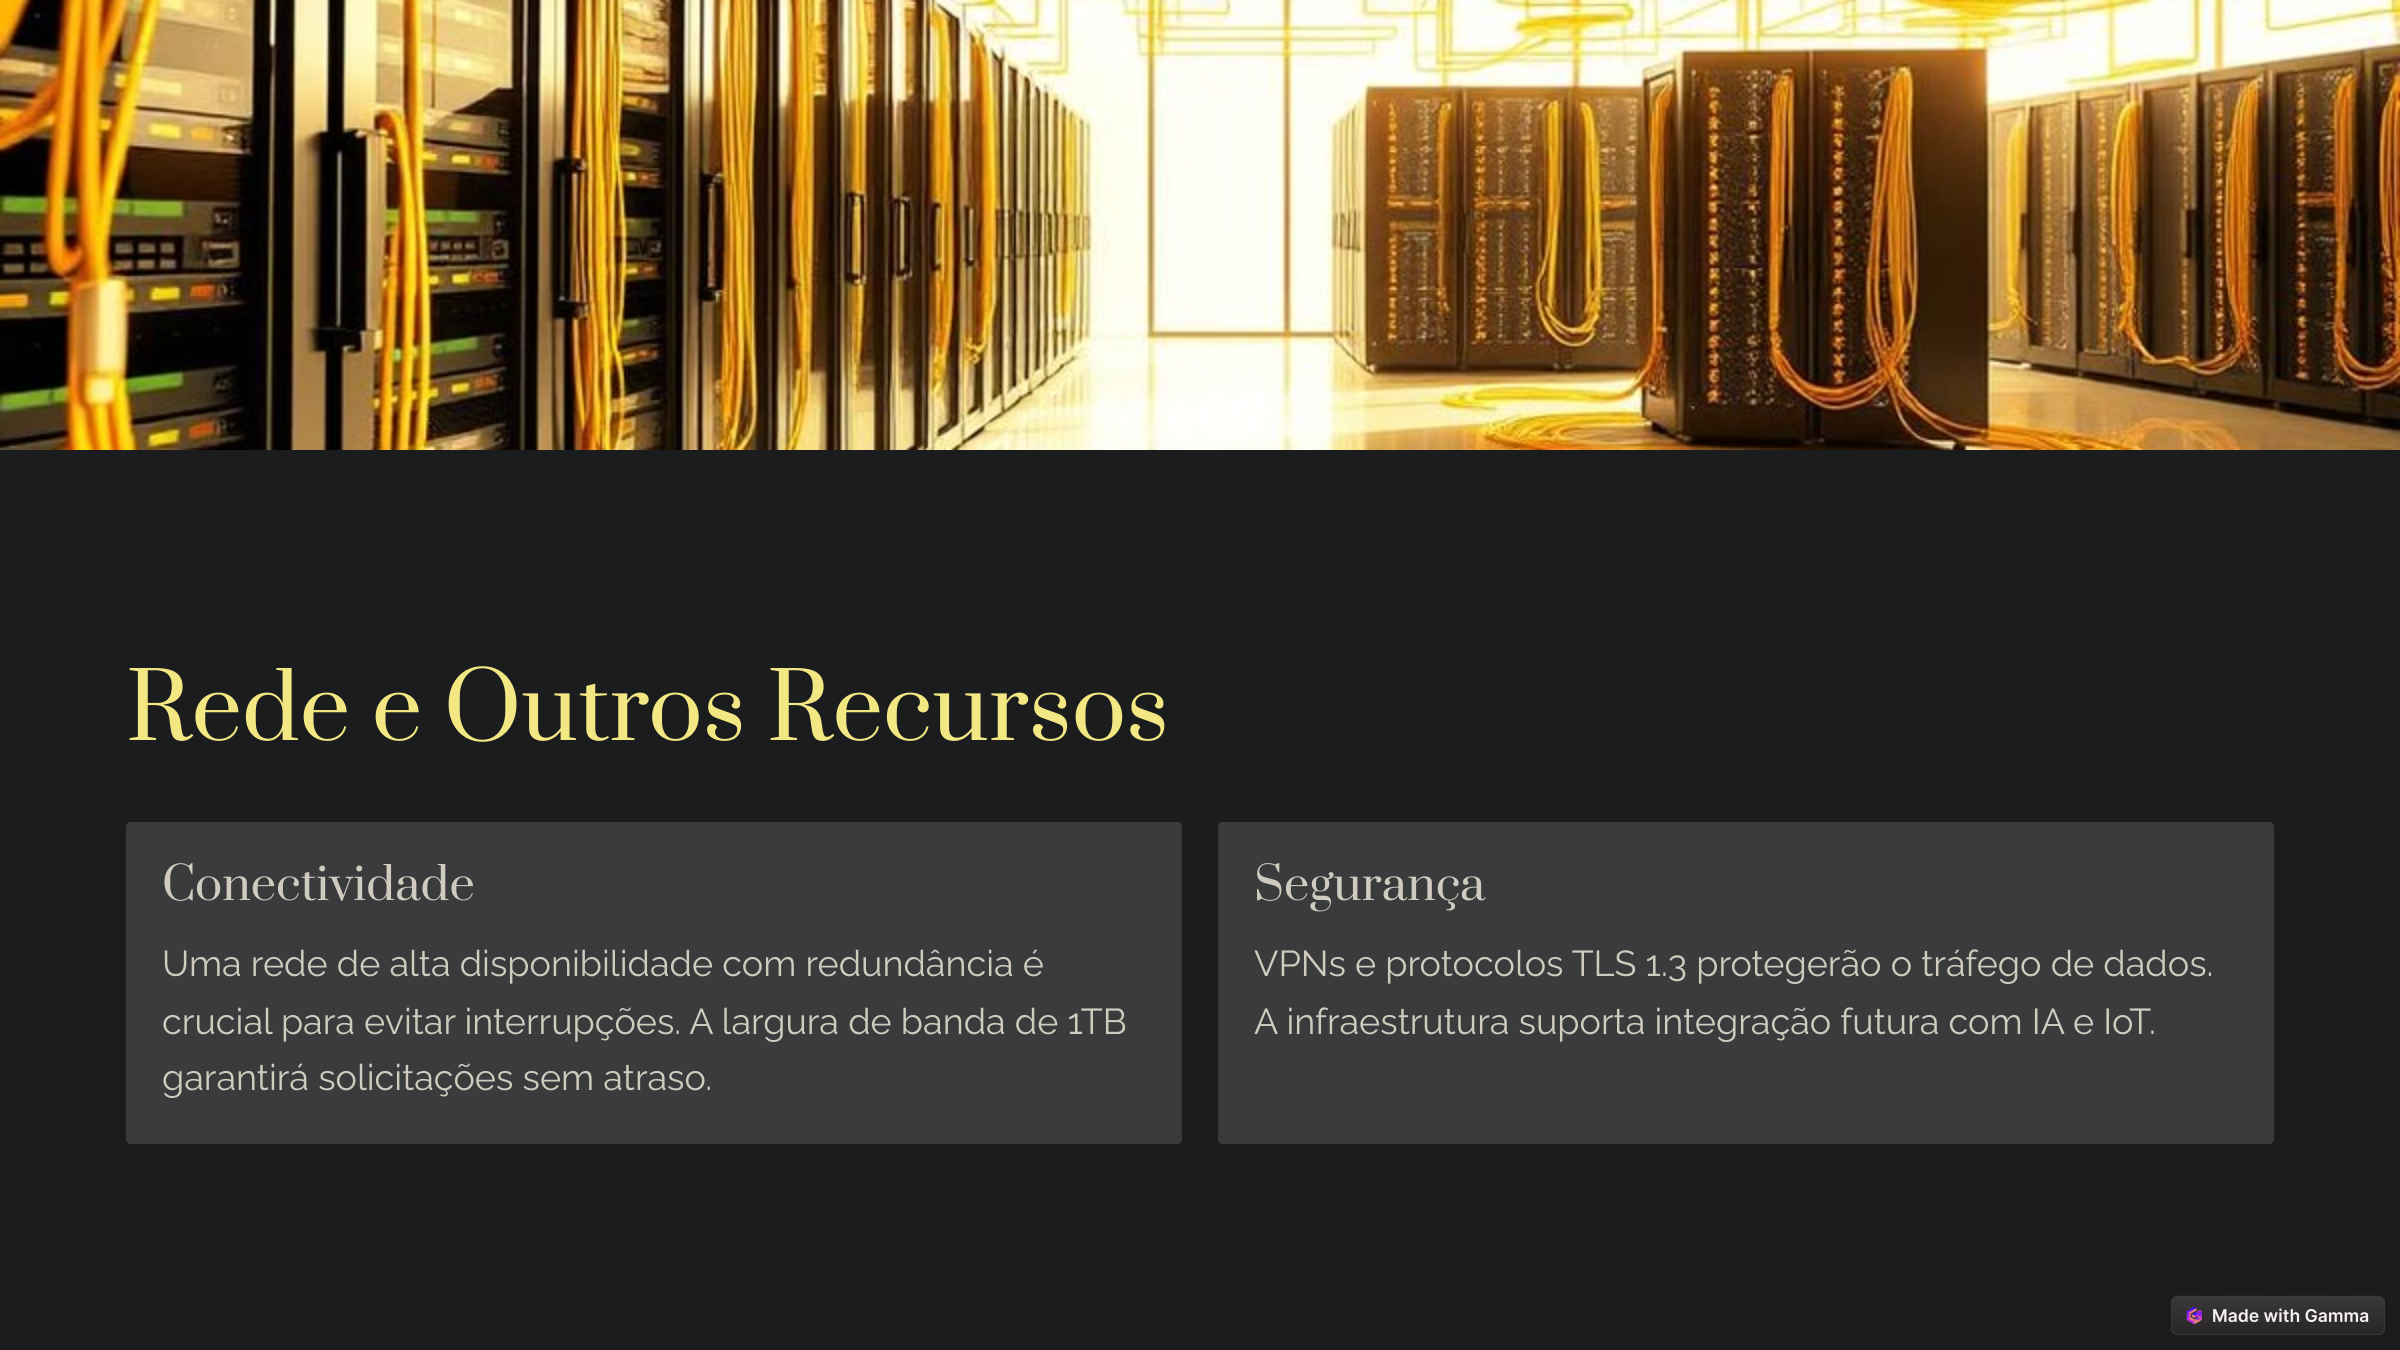 Rede e Outros Recursos
Conectividade
Uma rede de alta disponibilidade com redundância é
crucial para evitar interrupções. A largura de banda de 1TB
garantirá solicitações sem atraso.
Segurança
VPNs e protocolos TLS 1.3 protegerão o tráfego de dados.
A infraestrutura suporta integração futura com IA e IoT.
Made with Gamma